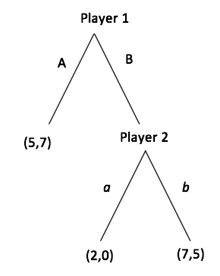 Player 1
A B
(5,7)
Player 2
a b
(2,0) (7,5)